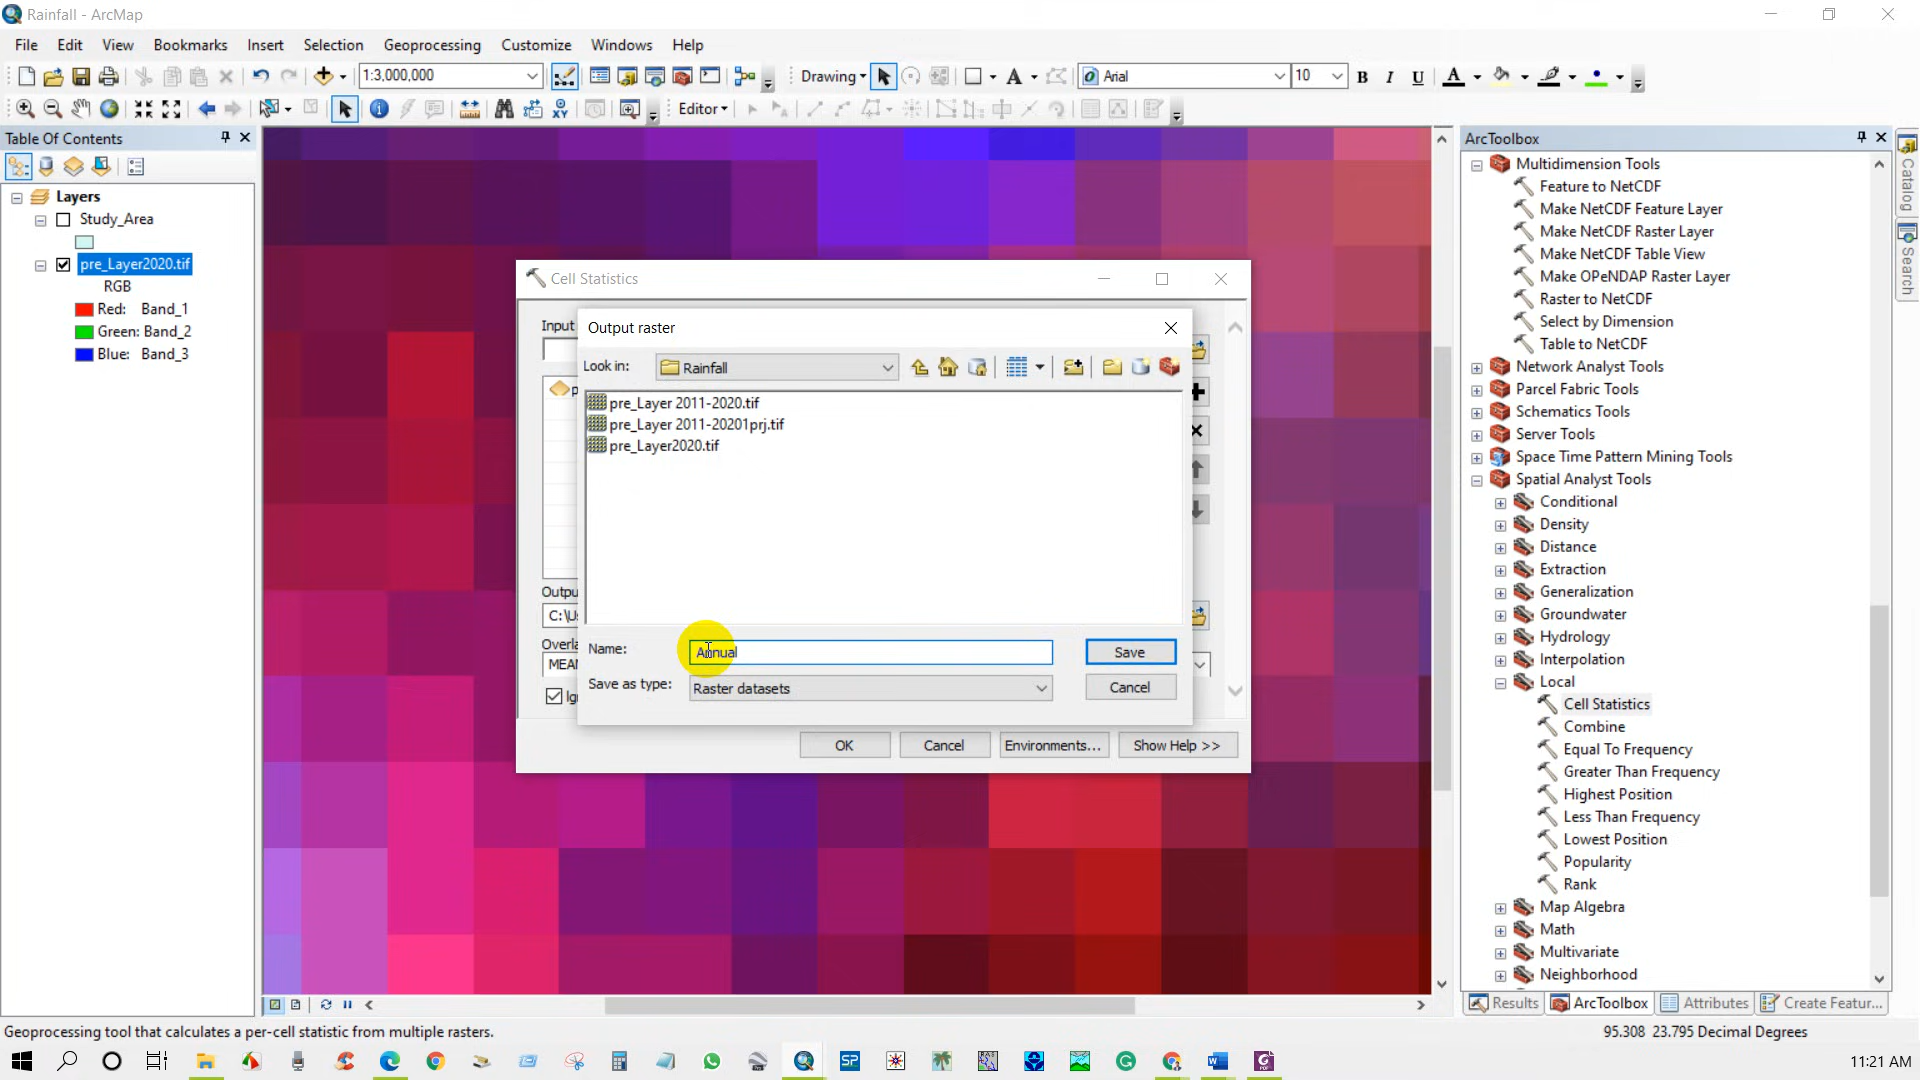 Rainfall - ArcMap
File Edit View Bookmarks Insert Selection Geoprocessing Customize Windows Help
1:3,000,000 Drawing Arial 10 B I U A
Editor
Table Of Contents
Layers
Study_Area
pre_Layer2020.tif
RGB
Red: Band_1
Green: Band_2
Blue: Band_3
Cell Statistics
Input
Output raster
Look in: Rainfall
pre_Layer 2011-2020.tif
pre_Layer 2011-20201prj.tif
pre_Layer2020.tif
Outpu
C:\Us
Overla
MEAN
Ig
Name: Annual Save
Save as type: Raster datasets Cancel
OK Cancel Environments... Show Help >>
ArcToolbox
Multidimension Tools
Feature to NetCDF
Make NetCDF Feature Layer
Make NetCDF Raster Layer
Make NetCDF Table View
Make OPeNDAP Raster Layer
Raster to NetCDF
Select by Dimension
Table to NetCDF
Network Analyst Tools
Parcel Fabric Tools
Schematics Tools
Server Tools
Space Time Pattern Mining Tools
Spatial Analyst Tools
Conditional
Density
Distance
Extraction
Generalization
Groundwater
Hydrology
Interpolation
Local
Cell Statistics
Combine
Equal To Frequency
Greater Than Frequency
Highest Position
Less Than Frequency
Lowest Position
Popularity
Rank
Map Algebra
Math
Multivariate
Neighborhood
Results ArcToolbox Attributes Create Featur...
Catalog
Search
Geoprocessing tool that calculates a per-cell statistic from multiple rasters.
95.308 23.795 Decimal Degrees
SP
11:21 AM